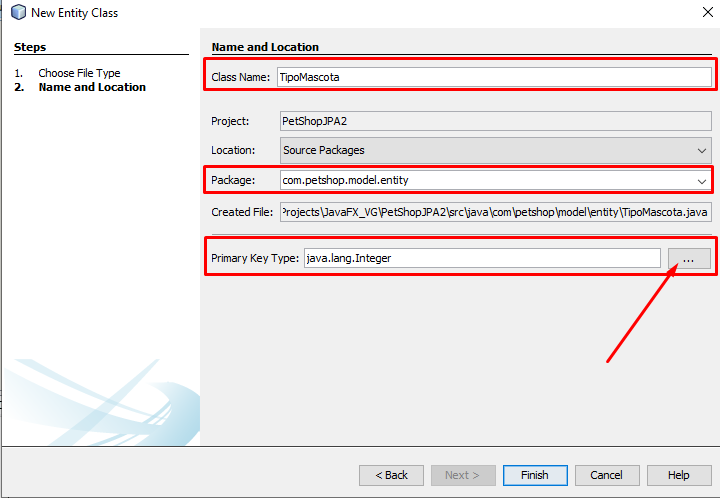 New Entity Class
Steps
1. Choose File Type
2. Name and Location
Name and Location
Class Name: TipoMascota
Project: PetShopJPA2
Location: Source Packages
Package: com.petshop.model.entity
Created File: Projects\JavaFX_VG\PetShopJPA2\src\java\com\petshop\model\entity\TipoMascota.java
Primary Key Type: java.lang.Integer ...
< Back Next > Finish Cancel Help